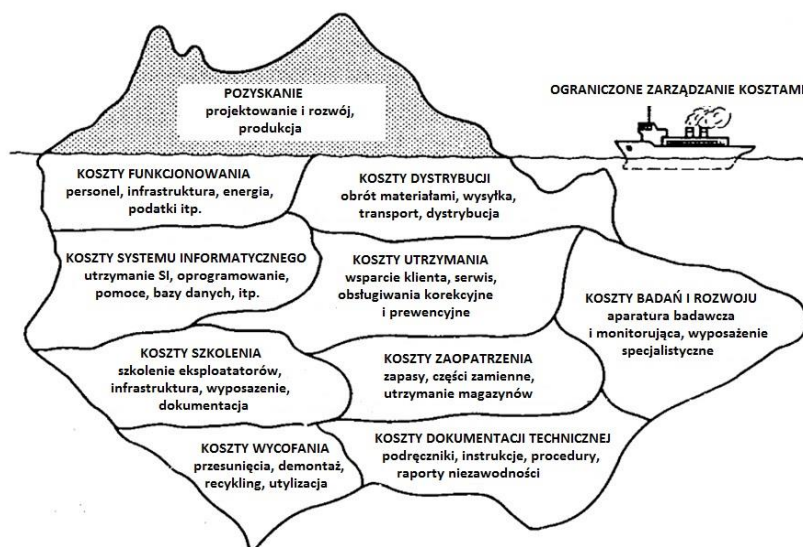 POZYSKANIE
projektowanie i rozwój,
produkcja
OGRANICZONE ZARZĄDZANIE KOSZTAMI
KOSZTY FUNKCJONOWANIA
personel, infrastruktura, energia,
podatki itp.
KOSZTY DYSTRYBUCJI
obrót materiałami, wysyłka,
transport, dystrybucja
KOSZTY SYSTEMU INFORMATYCZNEGO
utrzymanie SI, oprogramowanie,
pomoce, bazy danych, itp.
KOSZTY UTRZYMANIA
wsparcie klienta, serwis,
obsługiwania korekcyjne
i prewencyjne
KOSZTY BADAŃ I ROZWOJU
aparatura badawcza
i monitorująca, wyposażenie
specjalistyczne
KOSZTY SZKOLENIA
szkolenie eksploatatorów,
infrastruktura, wyposazenie,
dokumentacja
KOSZTY ZAOPATRZENIA
zapasy, części zamienne,
utrzymanie magazynów
KOSZTY WYCOFANIA
przesunięcia, demontaż,
recykling, utylizacja
KOSZTY DOKUMENTACJI TECHNICZNEJ
podręczniki, instrukcje, procedury,
raporty niezawodności